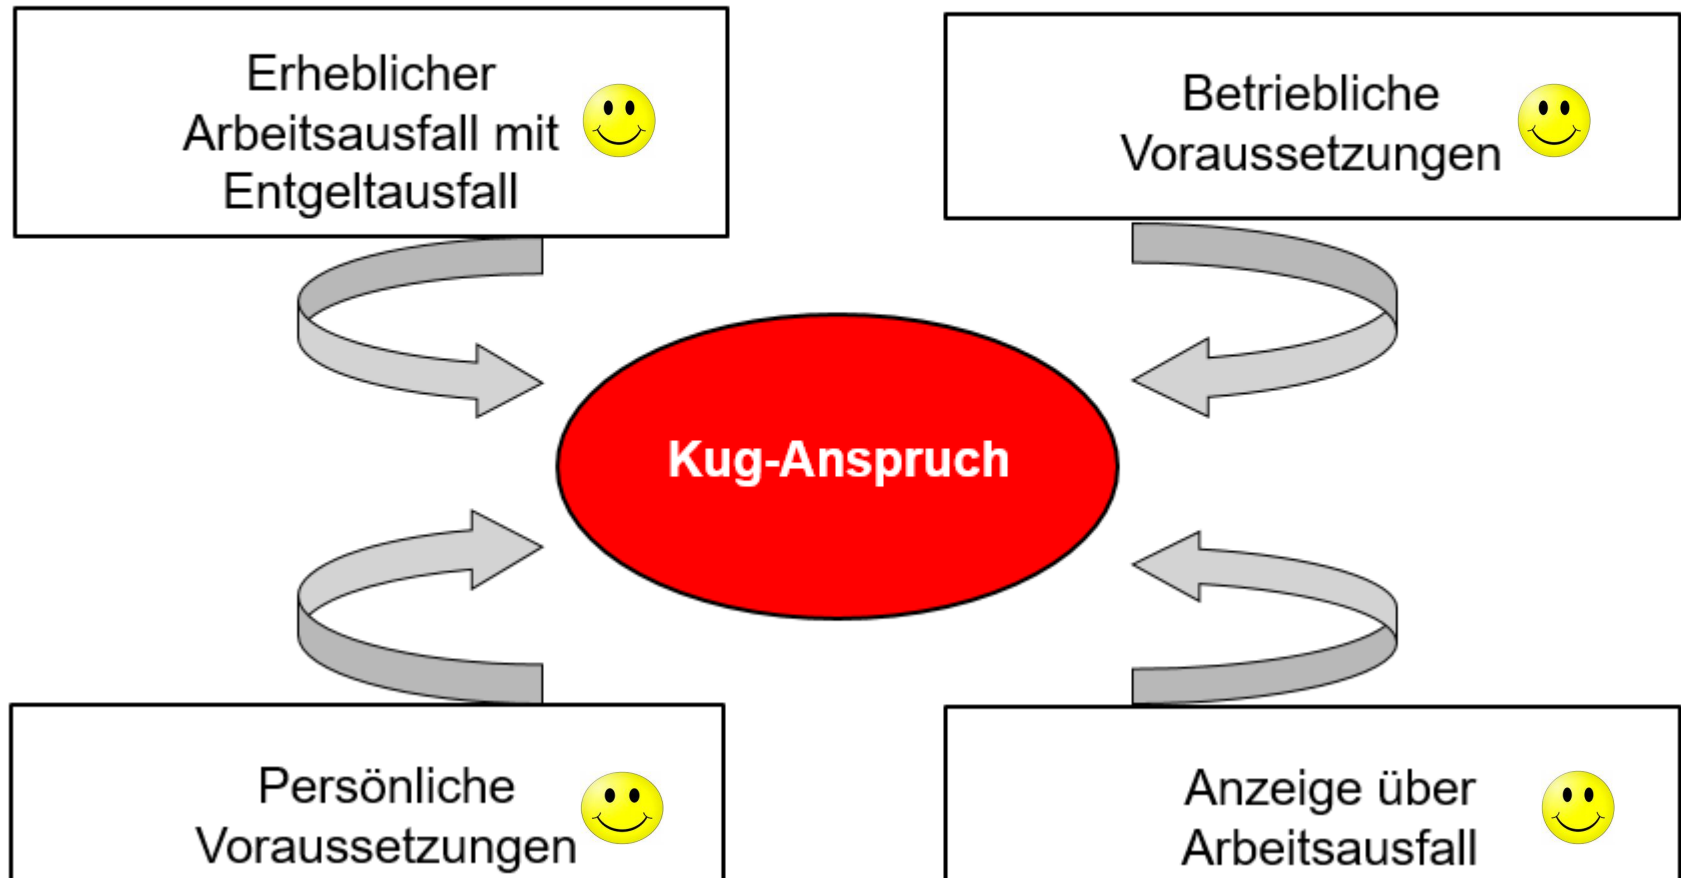 Erheblicher
Arbeitsausfall mit
Entgeltausfall
Betriebliche
Voraussetzungen
Kug-Anspruch
Persönliche
Voraussetzungen
Anzeige über
Arbeitsausfall